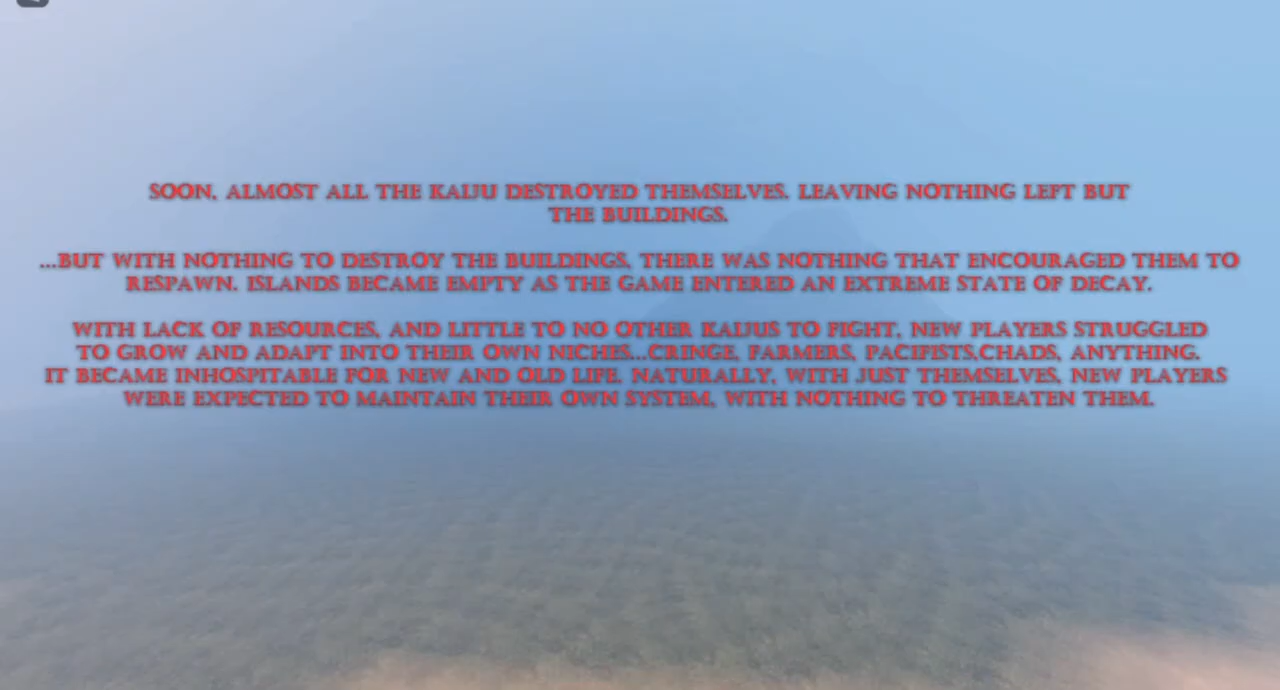 SOON, ALMOST ALL THE KAIJU DESTROYED THEMSELVES. LEAVING NOTHING LEFT BUT
THE BUILDINGS.
...BUT WITH NOTHING TO DESTROY THE BUILDINGS, THERE WAS NOTHING THAT ENCOURAGED THEM TO
RESPAWN. ISLANDS BECAME EMPTY AS THE GAME ENTERED AN EXTREME STATE OF DECAY.
WITH LACK OF RESOURCES, AND LITTLE TO NO OTHER KAIJUS TO FIGHT, NEW PLAYERS STRUGGLED
TO GROW AND ADAPT INTO THEIR OWN NICHES...CRINGE, FARMERS, PACIFISTS,CHADS, ANYTHING.
IT BECAME INHOSPITABLE FOR NEW AND OLD LIFE. NATURALLY, WITH JUST THEMSELVES, NEW PLAYERS
WERE EXPECTED TO MAINTAIN THEIR OWN SYSTEM, WITH NOTHING TO THREATEN THEM.